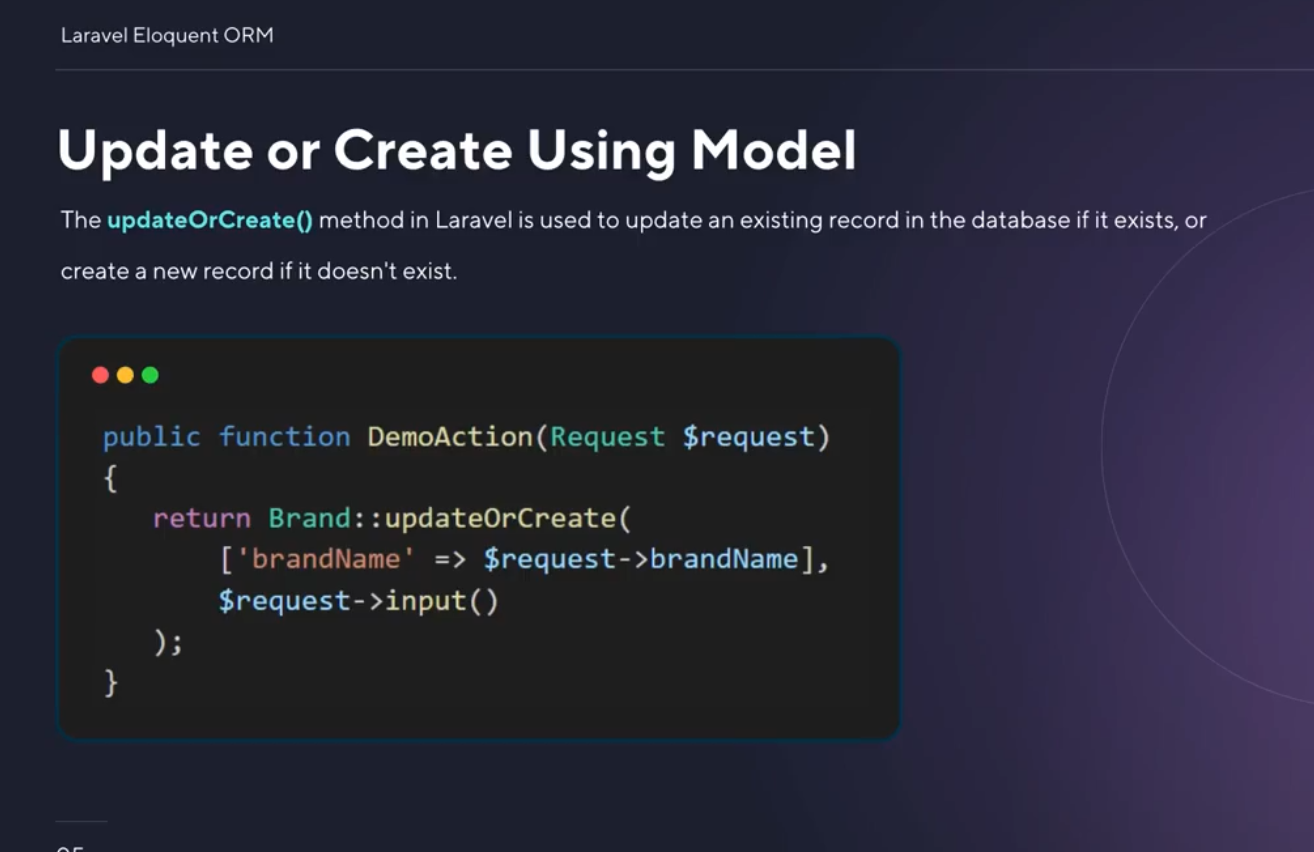 Laravel Eloquent ORM
Update or Create Using Model
The updateOrCreate() method in Laravel is used to update an existing record in the database if it exists, or
create a new record if it doesn't exist.
public function DemoAction(Request $request)
{
return Brand::updateOrCreate(
['brandName' => $request->brandName],
$request->input()
);
}